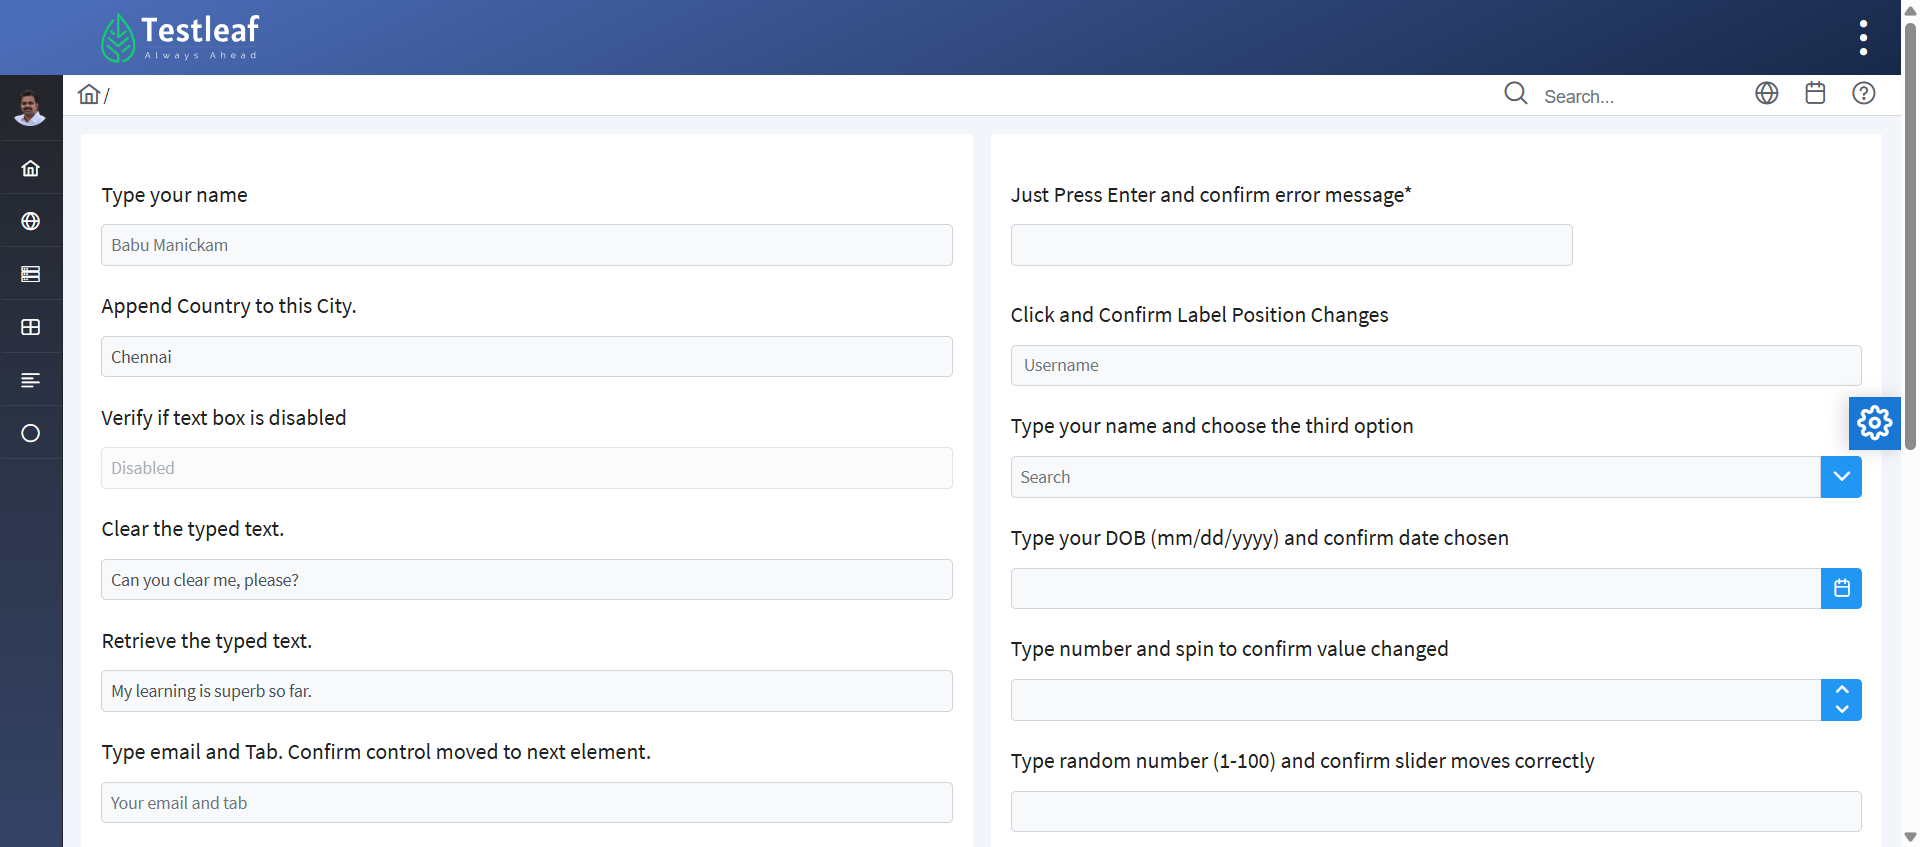 Testleaf
Always Ahead
/
Search...
Type your name
Babu Manickam
Append Country to this City.
Chennai
Verify if text box is disabled
Disabled
Clear the typed text.
Can you clear me, please?
Retrieve the typed text.
My learning is superb so far.
Type email and Tab. Confirm control moved to next element.
Your email and tab
Just Press Enter and confirm error message*
Click and Confirm Label Position Changes
Username
Type your name and choose the third option
Search
Type your DOB (mm/dd/yyyy) and confirm date chosen
Type number and spin to confirm value changed
Type random number (1-100) and confirm slider moves correctly